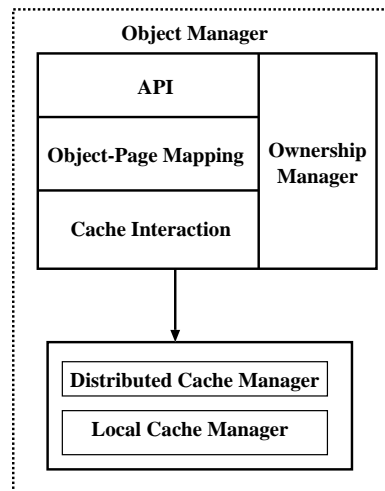 Object Manager
API
Object-Page Mapping
Ownership
Manager
Cache Interaction
Distributed Cache Manager
Local Cache Manager